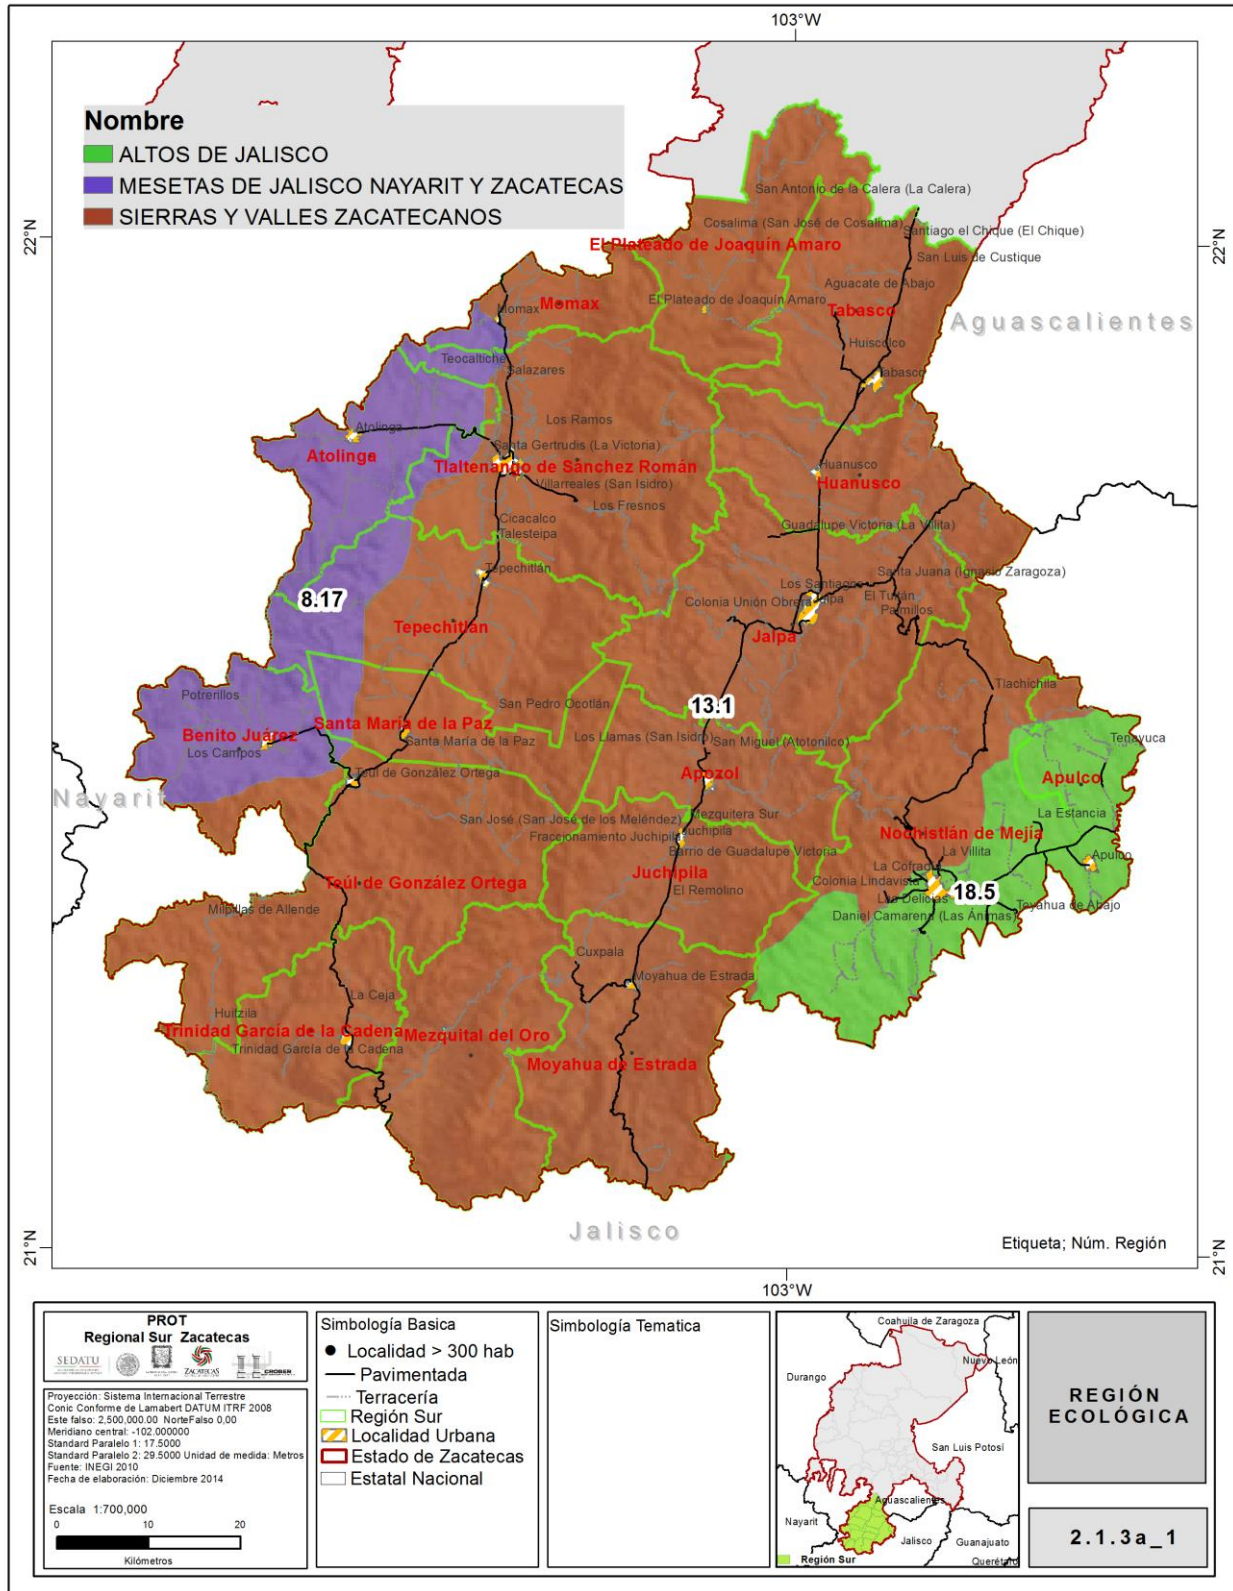 103°W
Nombre
ALTOS DE JALISCO
MESETAS DE JALISCO NAYARIT Y ZACATECAS
SIERRAS Y VALLES ZACATECANOS
22°N
22°N
San Antonio de la Calera (La Calera)
Cosalima (San José de Cosalima)
Santiago el Chique (El Chique)
El Plateado de Joaquín Amaro
San Luis de Custique
Aguacate de Abajo
El Plateado de Joaquín Amaro
Momax
Momax
Tabasco
Aguascalientes
Huiscolco
Teocaltiche
Salazares
Tabasco
Los Ramos
Atolinga
Santa Gertrudis (La Victoria)
Atolinga
Tlaltenango de Sánchez Román
Huanusco
Villarreales (San Isidro)
Huanusco
Los Fresnos
Cicacalco
Talesteipa
Guadalupe Victoria (La Villita)
Tepechitlán
Santa Juana (Ignacio Zaragoza)
Los Santiagos
8.17
Colonia Unión Obrera
Jalpa
El Tuitán
Palmillos
Tepechitlán
Jalpa
Tlachichila
Potrerillos
San Pedro Ocotlán
13.1
Santa María de la Paz
Benito Juárez
Los Llamas (San Isidro)
Santa María de la Paz
San Miguel (Atotonilco)
Tenayuca
Los Campos
Teúl de González Ortega
Apozol
Apulco
Nayarit
San José (San José de los Meléndez)
Mezquitera Sur
La Estancia
Fraccionamiento Juchipila
Juchipila
Nochistlán de Mejía
Barrio de Guadalupe Victoria
La Villita
Apulco
Juchipila
La Cofradía
Teúl de González Ortega
El Remolino
Colonia Lindavista
18.5
Las Delicias
Teyahua de Abajo
Milpillas de Allende
Daniel Camarena (Las Ánimas)
Cuxpala
Moyahua de Estrada
La Ceja
Huitzila
Trinidad García de la Cadena
Mezquital del Oro
Trinidad García de la Cadena
Moyahua de Estrada
Jalisco
Etiqueta; Núm. Región
21°N
21°N
103°W
PROT
Regional Sur Zacatecas
SEDATU
ZACATECAS
Proyección: Sistema Internacional Terrestre
Conic Conforme de Lamabert DATUM ITRF 2008
Este falso: 2,500,000.00 NorteFalso 0,00
Meridiano central: -102.000000
Standard Paralelo 1: 17.5000
Standard Paralelo 2: 29.5000 Unidad de medida: Metros
Fuente: INEGI 2010
Fecha de elaboración: Diciembre 2014
Escala 1:700,000
0 10 20
Kilómetros
Simbología Basica
Localidad > 300 hab
Pavimentada
Terracería
Región Sur
Localidad Urbana
Estado de Zacatecas
Estatal Nacional
Simbología Tematica
Coahuila de Zaragoza
Nuevo León
Durango
San Luis Potosí
Aguascalientes
Nayarit
Jalisco
Guanajuato
Querétaro
Región Sur
REGIÓN
ECOLÓGICA
2.1.3a_1